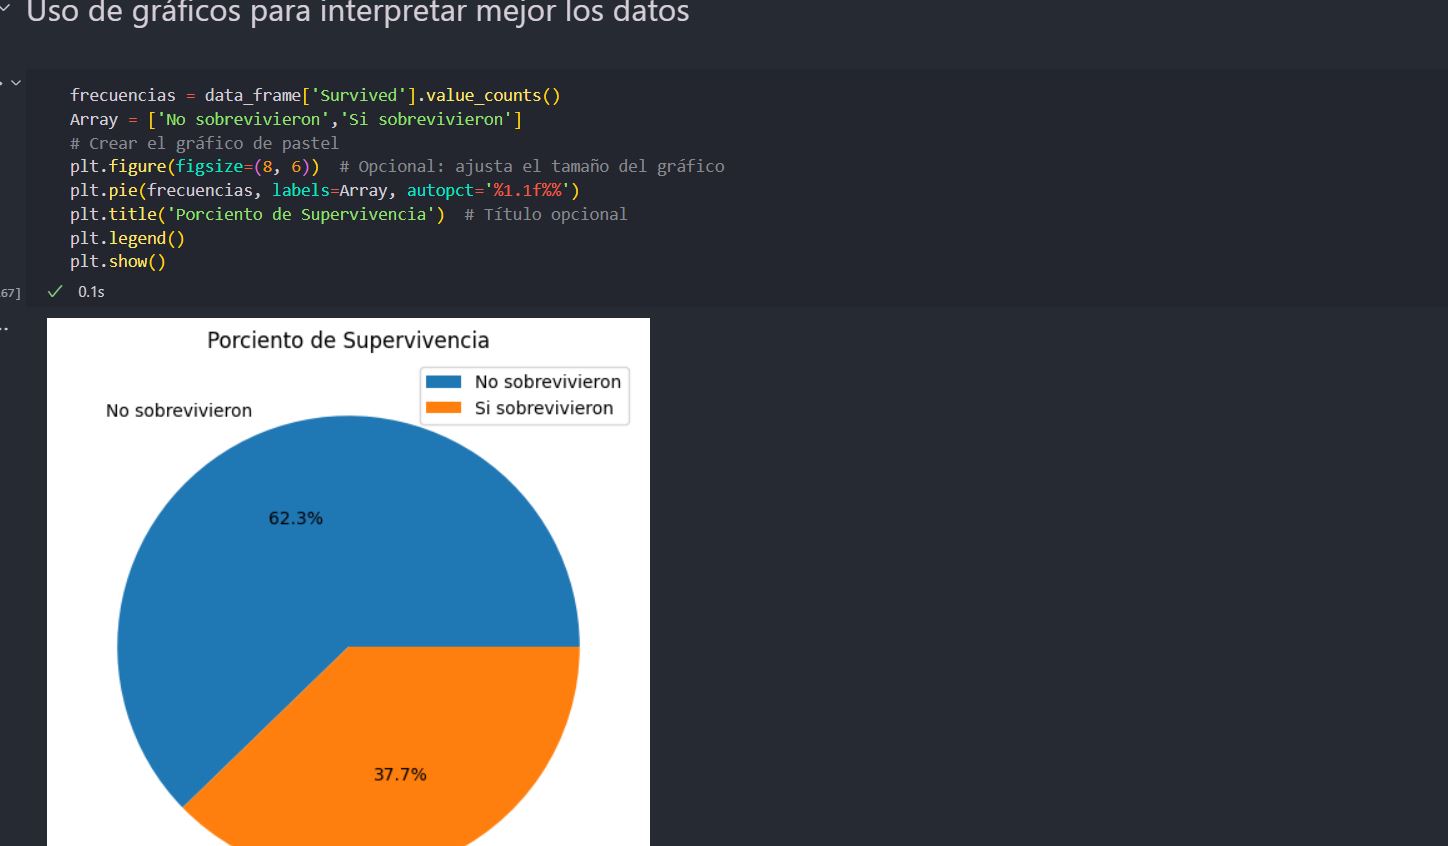 Uso de gráficos para interpretar mejor los datos
frecuencias = data_frame['Survived'].value_counts()
Array = ['No sobrevivieron','Si sobrevivieron']
# Crear el gráfico de pastel
plt.figure(figsize=(8, 6))  # Opcional: ajusta el tamaño del gráfico
plt.pie(frecuencias, labels=Array, autopct='%1.1f%%')
plt.title('Porciento de Supervivencia')  # Título opcional
plt.legend()
plt.show()
67]
0.1s
Porciento de Supervivencia
No sobrevivieron
Si sobrevivieron
No sobrevivieron
62.3%
37.7%